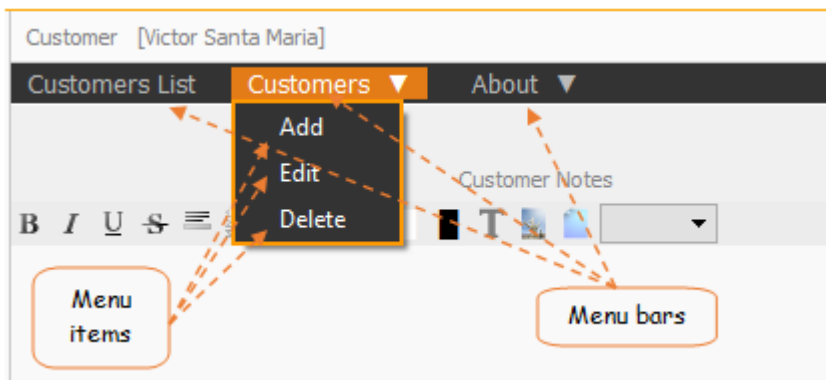 Customer [Victor Santa Maria]
Customers List Customers ▼ About ▼
Add
Edit
Customer Notes
B I U S T
Delete
Menu
items
Menu bars